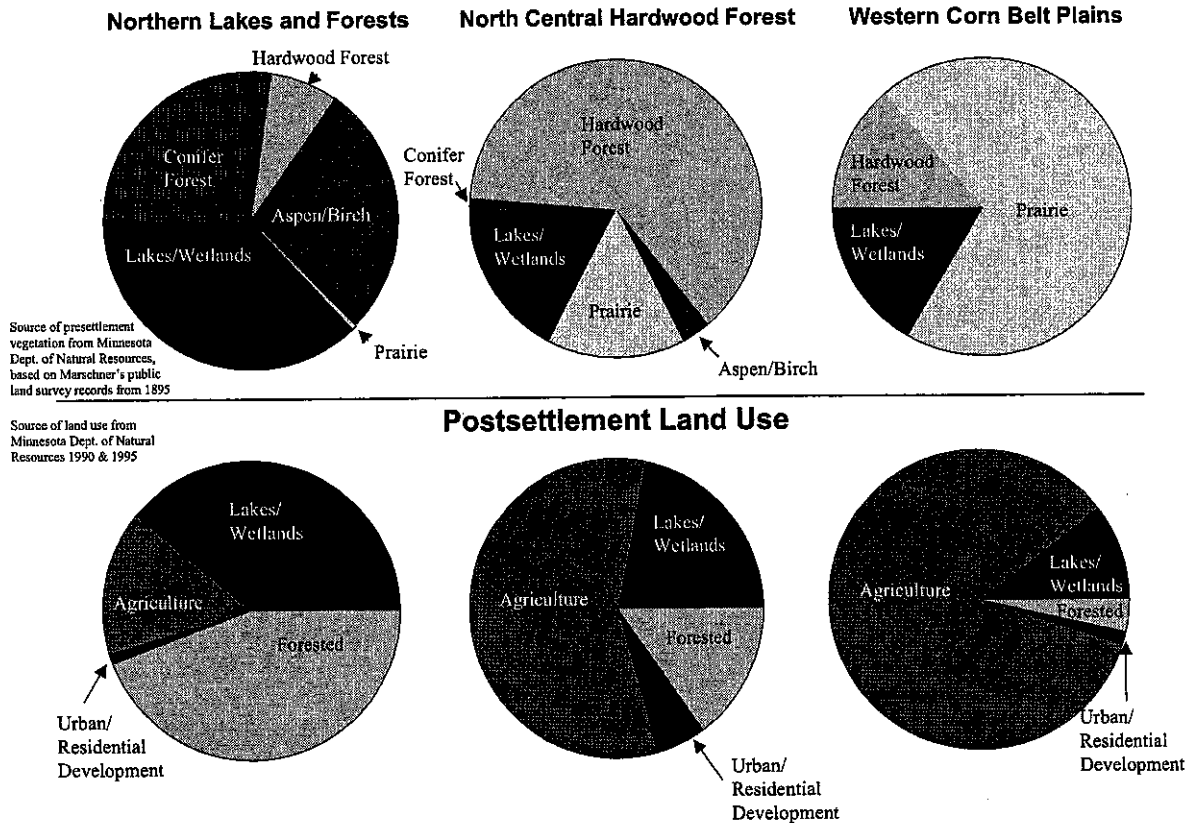 Northern Lakes and Forests
North Central Hardwood Forest
Western Corn Belt Plains
Hardwood Forest
Conifer
Forest
Aspen/Birch
Lakes/Wetlands
Prairie
Source of presettlement
vegetation from Minnesota
Dept. of Natural Resources,
based on Marschner's public
land survey records from 1895
Hardwood
Forest
Conifer
Forest
Lakes/
Wetlands
Prairie
Aspen/Birch
Hardwood
Forest
Prairie
Lakes/
Wetlands
Postsettlement Land Use
Source of land use from
Minnesota Dept. of Natural
Resources 1990 & 1995
Lakes/
Wetlands
Agriculture
Forested
Urban/
Residential
Development
Lakes/
Wetlands
Agriculture
Forested
Urban/
Residential
Development
Agriculture
Lakes/
Wetlands
Forested
Urban/
Residential
Development